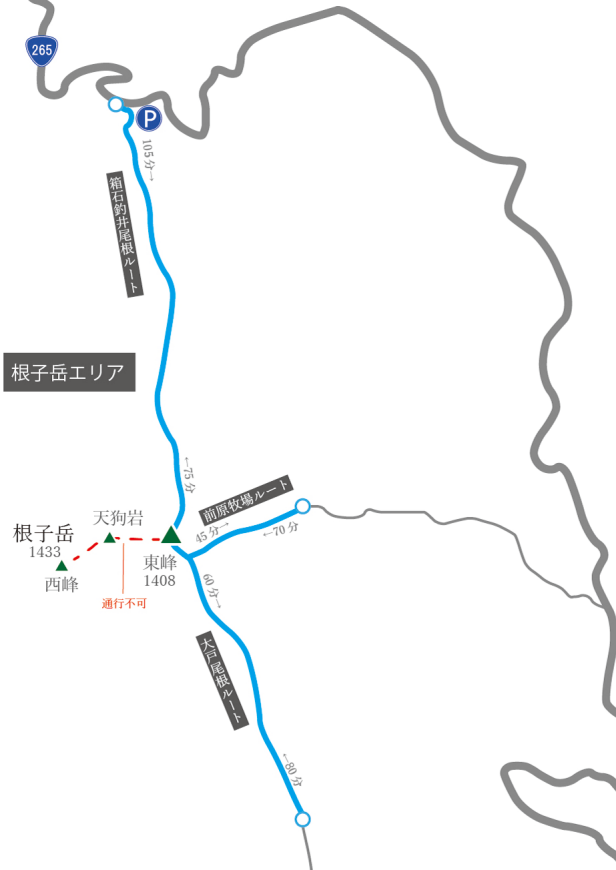 265
P
105分→
箱石釣井尾根ルート
根子岳エリア
←75分
前原牧場ルート
45分→
←70分
天狗岩
根子岳
1433
西峰
東峰
1408
通行不可
60分→
大戸尾根ルート
←80分